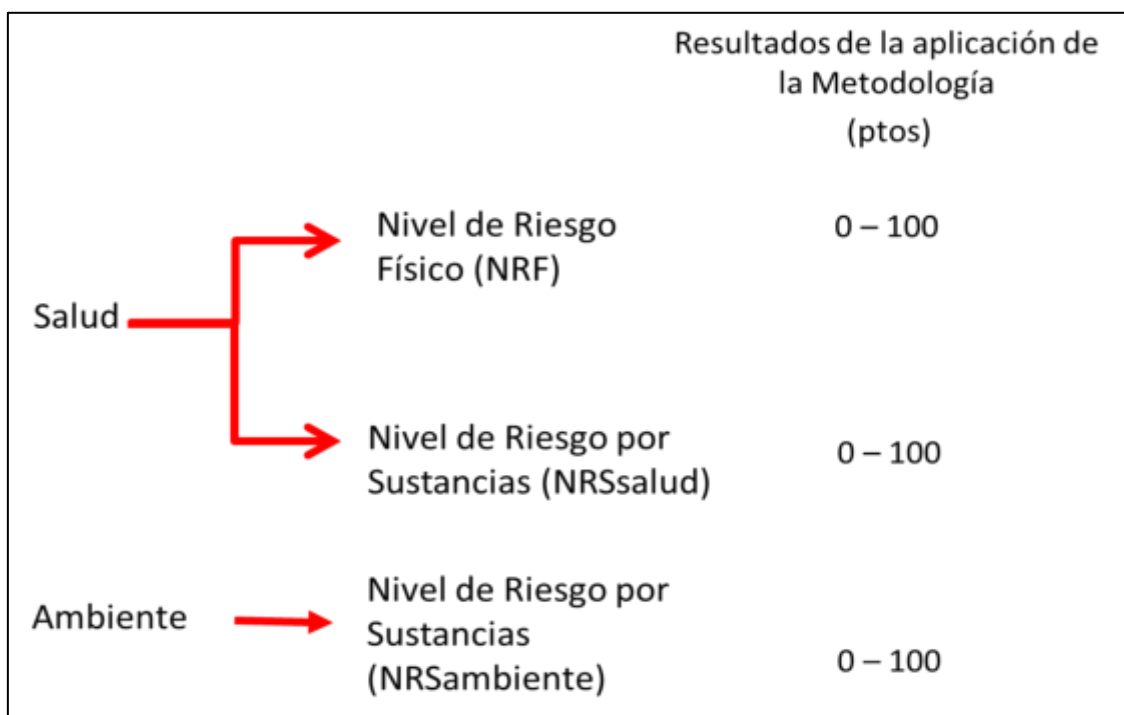 Resultados de la aplicación de
la Metodología
(ptos)
Salud
Nivel de Riesgo
Físico (NRF)
0 – 100
Nivel de Riesgo por
Sustancias (NRSsalud)
0 – 100
Ambiente
Nivel de Riesgo por
Sustancias
(NRSambiente)
0 – 100